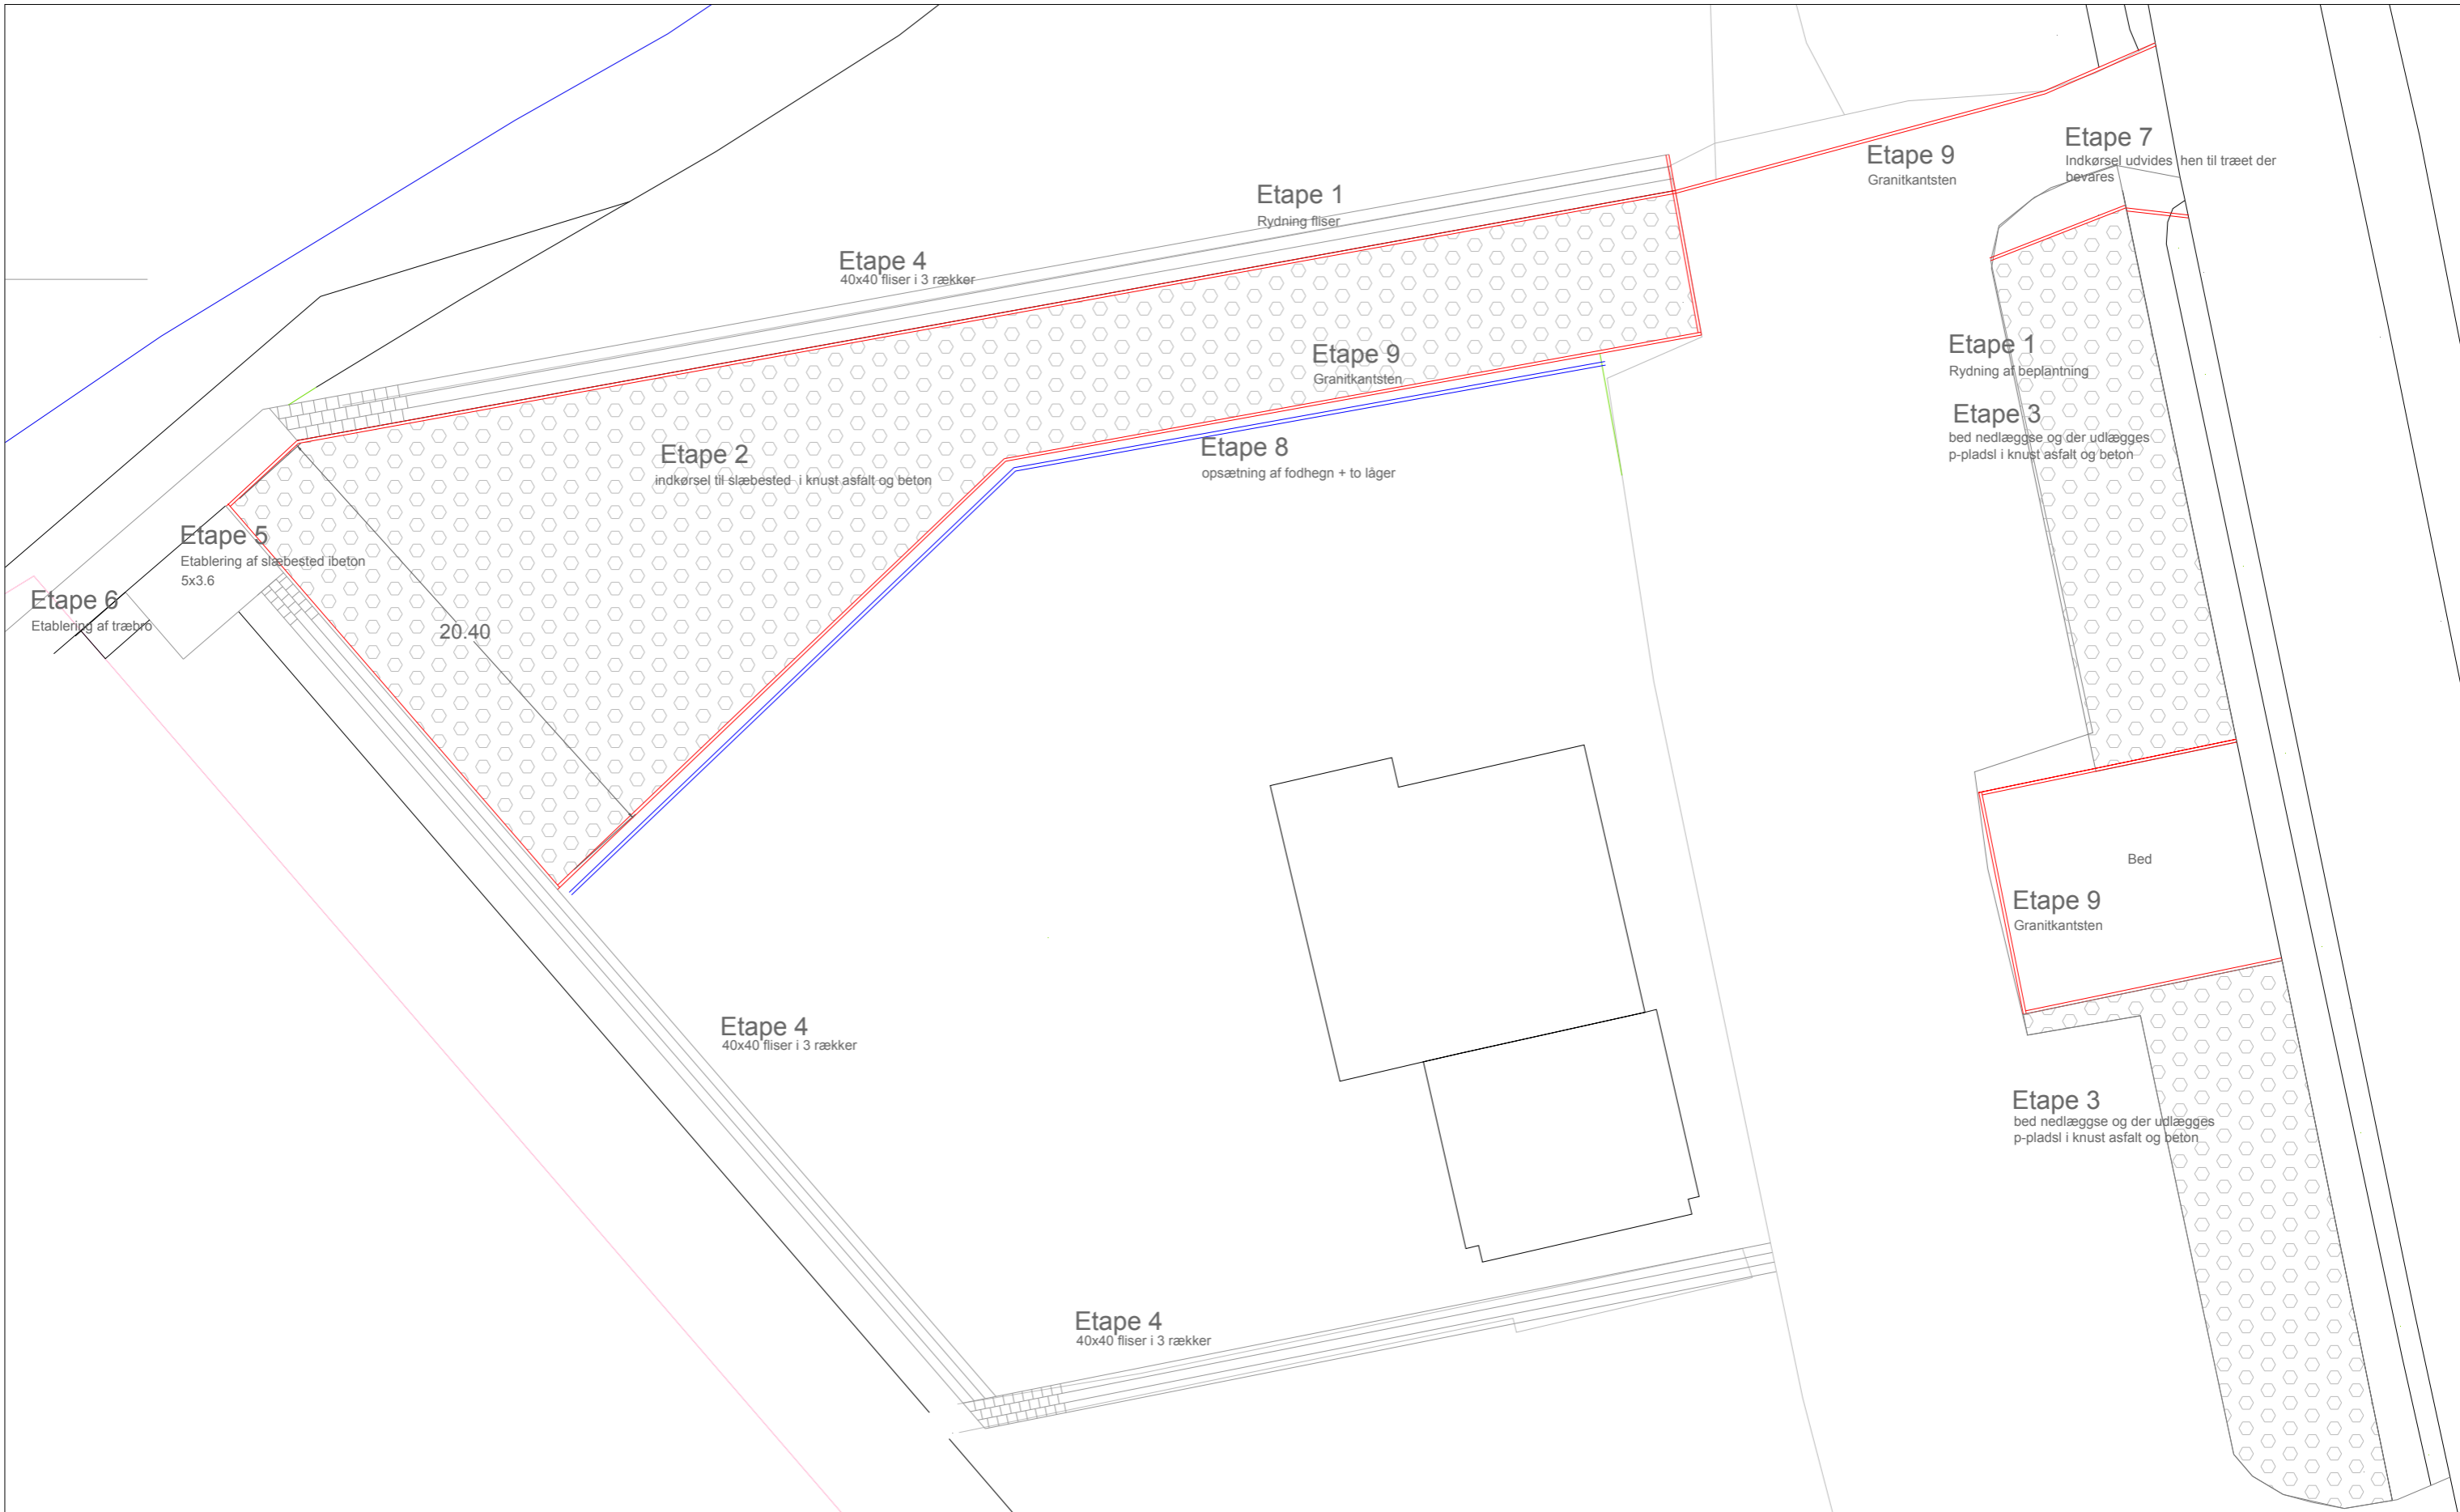 Etape 7
Indkørsel udvides hen til træet der
bevares
Etape 9
Granitkantsten
Etape 1
Rydning fliser
Etape 4
40x40 fliser i 3 rækker
Etape 1
Rydning af beplantning
Etape 9
Granitkantsten
Etape 3
bed nedlæggse og der udlægges
p-pladsl i knust asfalt og beton
Etape 8
opsætning af fodhegn + to låger
Etape 2
indkørsel til slæbested i knust asfalt og beton
Etape 5
Etablering af slæbested ibeton
5x3.6
Etape 6
Etablering af træbro
20.40
Bed
Etape 9
Granitkantsten
Etape 4
40x40 fliser i 3 rækker
Etape 3
bed nedlæggse og der udlægges
p-pladsl i knust asfalt og beton
Etape 4
40x40 fliser i 3 rækker